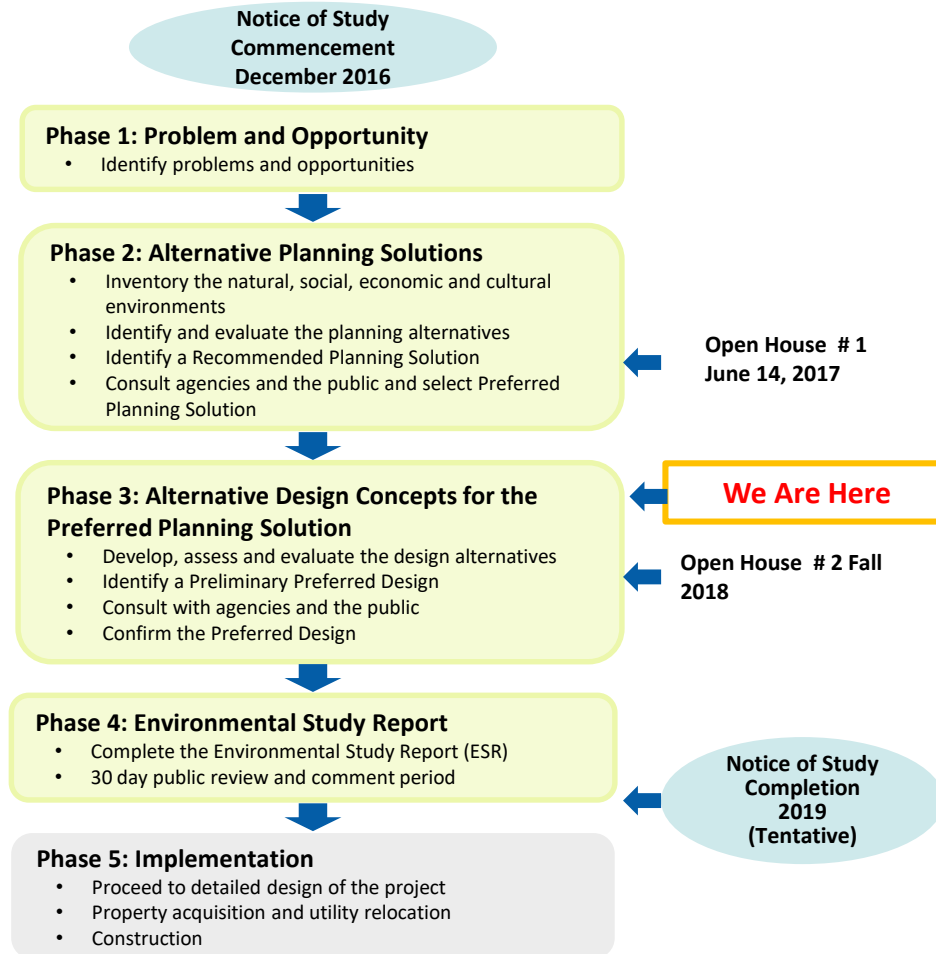 Notice of Study
Commencement
December 2016
Phase 1: Problem and Opportunity
• Identify problems and opportunities
Phase 2: Alternative Planning Solutions
• Inventory the natural, social, economic and cultural
environments
• Identify and evaluate the planning alternatives
• Identify a Recommended Planning Solution
• Consult agencies and the public and select Preferred
Planning Solution
Open House # 1
June 14, 2017
Phase 3: Alternative Design Concepts for the
Preferred Planning Solution
• Develop, assess and evaluate the design alternatives
• Identify a Preliminary Preferred Design
• Consult with agencies and the public
• Confirm the Preferred Design
We Are Here
Open House # 2 Fall
2018
Phase 4: Environmental Study Report
• Complete the Environmental Study Report (ESR)
• 30 day public review and comment period
Notice of Study
Completion
2019
(Tentative)
Phase 5: Implementation
• Proceed to detailed design of the project
• Property acquisition and utility relocation
• Construction